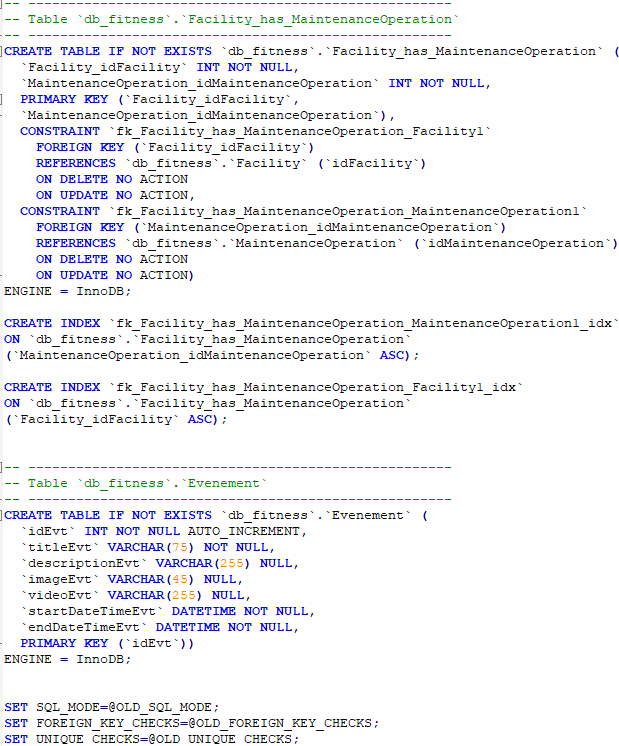 -- -----------------------------------------------------
-- Table `db_fitness`.`Facility_has_MaintenanceOperation`
-- -----------------------------------------------------
CREATE TABLE IF NOT EXISTS `db_fitness`.`Facility_has_MaintenanceOperation` (
  `Facility_idFacility` INT NOT NULL,
  `MaintenanceOperation_idMaintenanceOperation` INT NOT NULL,
  PRIMARY KEY (`Facility_idFacility`,
  `MaintenanceOperation_idMaintenanceOperation`),
  CONSTRAINT `fk_Facility_has_MaintenanceOperation_Facility1`
    FOREIGN KEY (`Facility_idFacility`)
    REFERENCES `db_fitness`.`Facility` (`idFacility`)
    ON DELETE NO ACTION
    ON UPDATE NO ACTION,
  CONSTRAINT `fk_Facility_has_MaintenanceOperation_MaintenanceOperation1`
    FOREIGN KEY (`MaintenanceOperation_idMaintenanceOperation`)
    REFERENCES `db_fitness`.`MaintenanceOperation` (`idMaintenanceOperation`)
    ON DELETE NO ACTION
    ON UPDATE NO ACTION)
ENGINE = InnoDB;

CREATE INDEX `fk_Facility_has_MaintenanceOperation_MaintenanceOperation1_idx`
ON `db_fitness`.`Facility_has_MaintenanceOperation`
(`MaintenanceOperation_idMaintenanceOperation` ASC);

CREATE INDEX `fk_Facility_has_MaintenanceOperation_Facility1_idx`
ON `db_fitness`.`Facility_has_MaintenanceOperation`
(`Facility_idFacility` ASC);

-- -----------------------------------------------------
-- Table `db_fitness`.`Evenement`
-- -----------------------------------------------------
CREATE TABLE IF NOT EXISTS `db_fitness`.`Evenement` (
  `idEvt` INT NOT NULL AUTO_INCREMENT,
  `titleEvt` VARCHAR(75) NOT NULL,
  `descriptionEvt` VARCHAR(255) NULL,
  `imageEvt` VARCHAR(45) NULL,
  `videoEvt` VARCHAR(255) NULL,
  `startDateTimeEvt` DATETIME NOT NULL,
  `endDateTimeEvt` DATETIME NOT NULL,
  PRIMARY KEY (`idEvt`))
ENGINE = InnoDB;

SET SQL_MODE=@OLD_SQL_MODE;
SET FOREIGN_KEY_CHECKS=@OLD_FOREIGN_KEY_CHECKS;
SET UNIQUE_CHECKS=@OLD_UNIQUE_CHECKS;